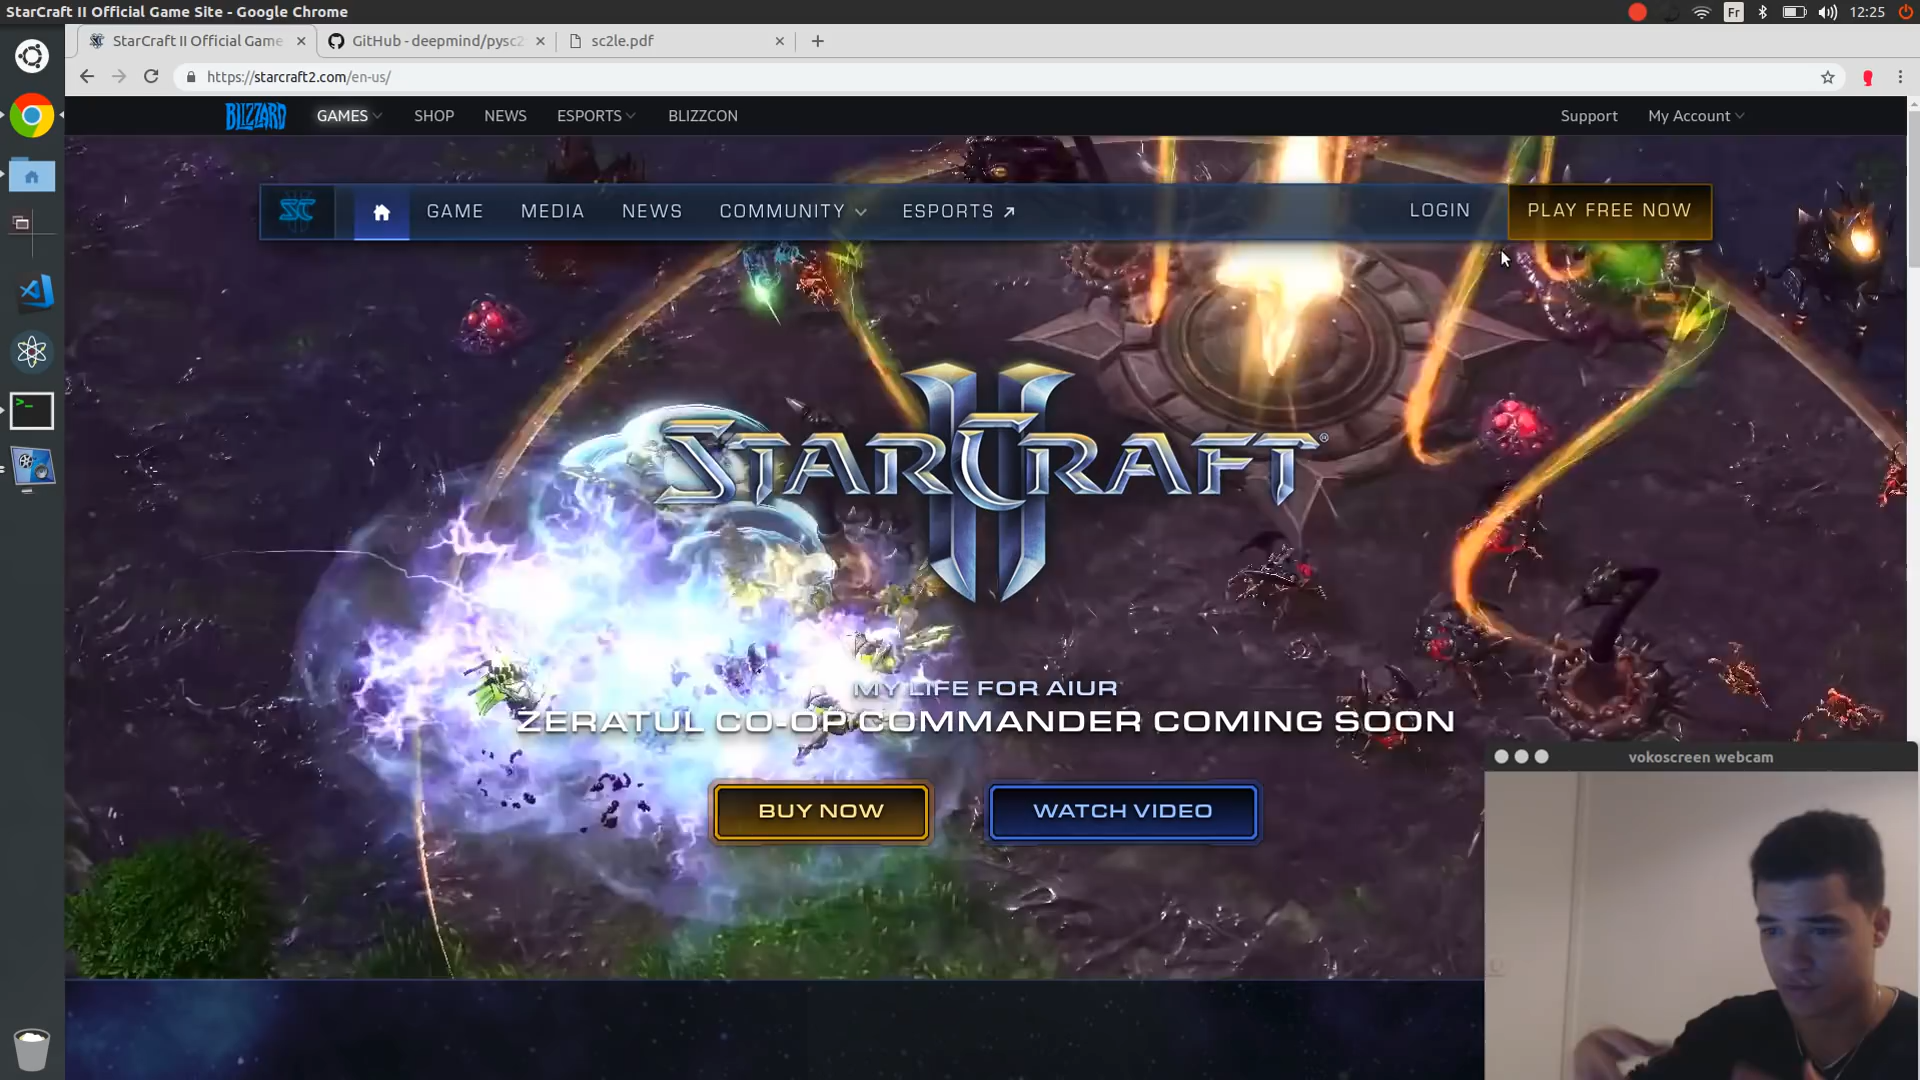 StarCraft II Official Game Site - Google Chrome
Fr
12:25
StarCraft II Official Game
GitHub - deepmind/pysc2
sc2le.pdf
https://starcraft2.com/en-us/
BLIZZARD
GAMES
SHOP
NEWS
ESPORTS
BLIZZCON
Support
My Account
SC
GAME
MEDIA
NEWS
COMMUNITY
ESPORTS
LOGIN
PLAY FREE NOW
STARCRAFT®
II
MY LIFE FOR AIUR
ZERATUL CO-OP COMMANDER COMING SOON
BUY NOW
WATCH VIDEO
vokoscreen webcam